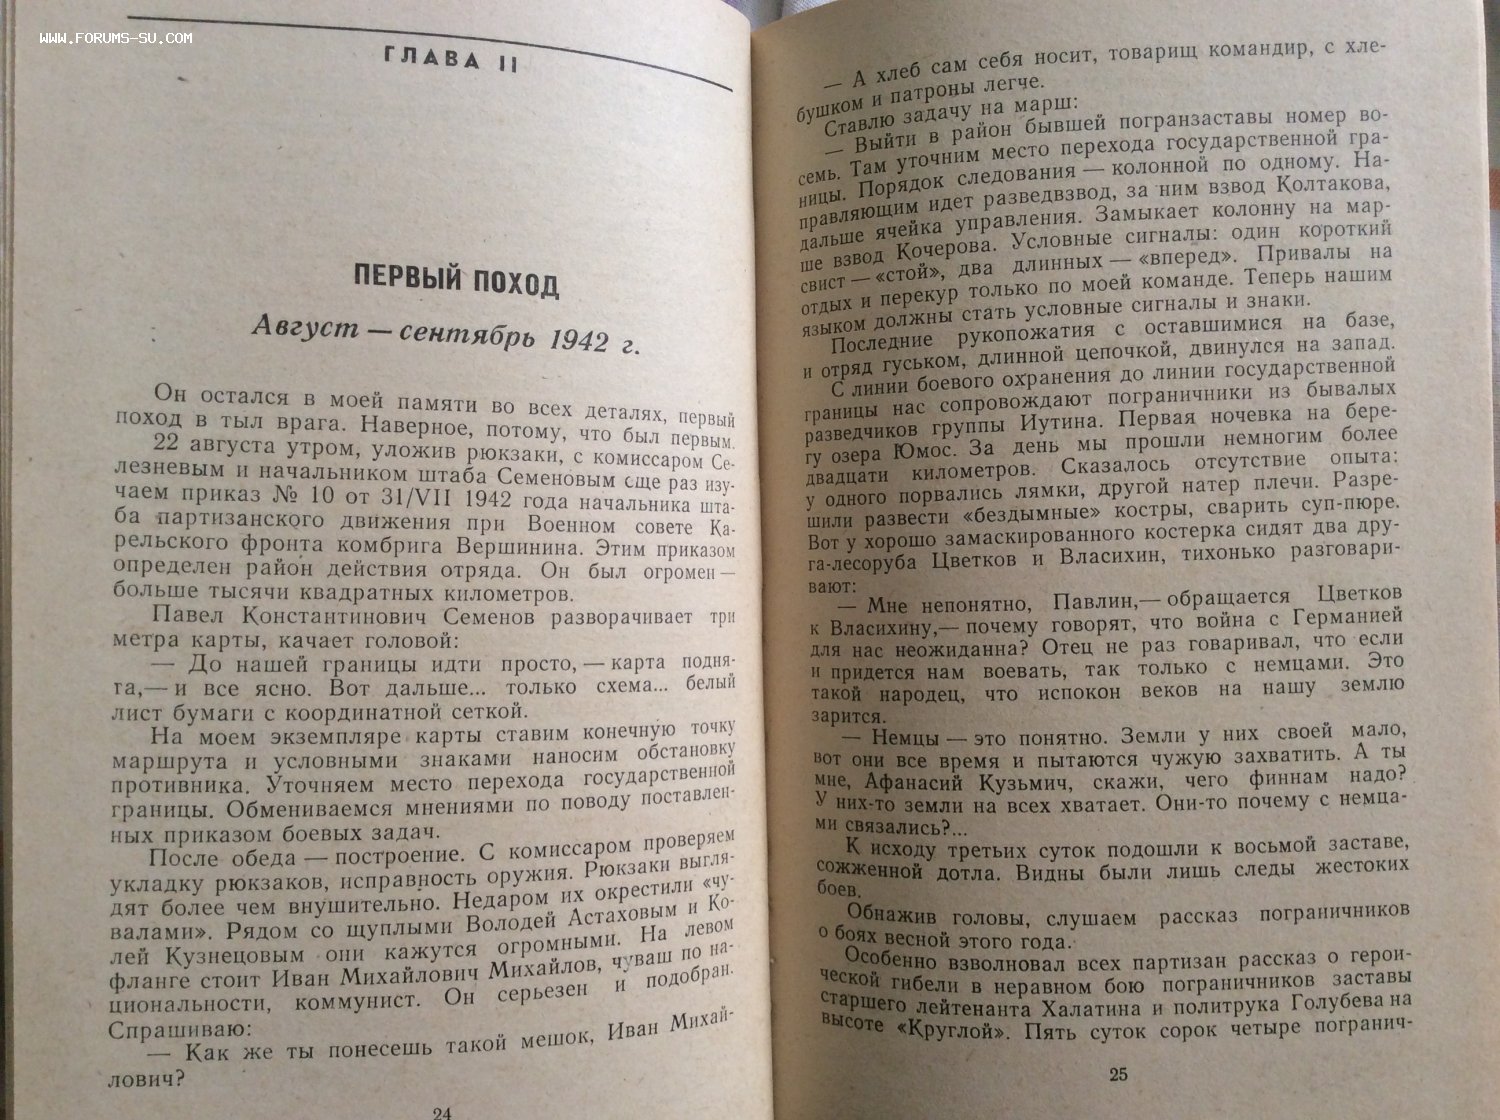 WWW.FORUMS-SU.COM
ГЛАВА II
ПЕРВЫЙ ПОХОД
Август — сентябрь 1942 г.
Он остался в моей памяти во всех деталях, первый
поход в тыл врага. Наверное, потому, что был первым.
22 августа утром, уложив рюкзаки, с комиссаром Се-
лезневым и начальником штаба Семеновым еще раз изу-
чаем приказ № 10 от 31/VII 1942 года начальника шта-
ба партизанского движения при Военном совете Ка-
рельского фронта комбрига Вершинина. Этим приказом
определен район действия отряда. Он был огромен —
больше тысячи квадратных километров.
Павел Константинович Семенов разворачивает три
метра карты, качает головой:
— До нашей границы идти просто, — карта подня-
та,— и все ясно. Вот дальше... только схема... белый
лист бумаги с координатной сеткой.
На моем экземпляре карты ставим конечную точку
маршрута и условными знаками наносим обстановку
противника. Уточняем место перехода государственной
границы. Обмениваемся мнениями по поводу поставлен-
ных приказом боевых задач.
После обеда — построение. С комиссаром проверяем
укладку рюкзаков, исправность оружия. Рюкзаки выгля-
дят более чем внушительно. Недаром их окрестили «чу-
валами». Рядом со щуплыми Володей Астаховым и Ко-
лей Кузнецовым они кажутся огромными. На левом
фланге стоит Иван Михайлович Михайлов, чуваш по на-
циональности, коммунист. Он серьезен и подобран.
Спрашиваю:
— Как же ты понесешь такой мешок, Иван Михай-
лович?
24
— А хлеб сам себя носит, товарищ командир, с хле-
бушком и патроны легче.
Ставлю задачу на марш:
— Выйти в район бывшей погранзаставы номер во-
семь. Там уточним место перехода государственной гра-
ницы. Порядок следования — колонной по одному. На-
правляющим идет разведвзвод, за ним взвод Колтакова,
дальше ячейка управления. Замыкает колонну на мар-
ше взвод Кочерова. Условные сигналы: один короткий
свист — «стой», два длинных — «вперед». Привалы на
отдых и перекур только по моей команде. Теперь нашим
языком должны стать условные сигналы и знаки.
Последние рукопожатия с оставшимися на базе,
и отряд гуськом, длинной цепочкой, двинулся на запад.
С линии боевого охранения до линии государственной
границы нас сопровождают пограничники из бывалых
разведчиков группы Иутина. Первая ночевка на бере-
гу озера Юмос. За день мы прошли немногим более
двадцати километров. Сказалось отсутствие опыта:
у одного порвались лямки, другой натер плечи. Разре-
шили развести «бездымные» костры, сварить суп-пюре.
Вот у хорошо замаскированного костерка сидят два дру-
га-лесоруба Цветков и Власихин, тихонько разговари-
вают:
— Мне непонятно, Павлин,— обращается Цветков
к Власихину,— почему говорят, что война с Германией
для нас неожиданна? Отец не раз говаривал, что если
и придется нам воевать, так только с немцами. Это
такой народец, что испокон веков на нашу землю
зарится.
— Немцы — это понятно. Земли у них своей мало,
вот они все время и пытаются чужую захватить. А ты
мне, Афанасий Кузьмич, скажи, чего финнам надо?
У них-то земли на всех хватает. Они-то почему с немца-
ми связались?...
К исходу третьих суток подошли к восьмой заставе,
сожженной дотла. Видны были лишь следы жестоких
боев.
Обнажив головы, слушаем рассказ пограничников
о боях весной этого года.
Особенно взволновал всех партизан рассказ о герои-
ческой гибели в неравном бою пограничников заставы
старшего лейтенанта Халатина и политрука Голубева на
высоте «Круглой». Пять суток сорок четыре погранич-
25